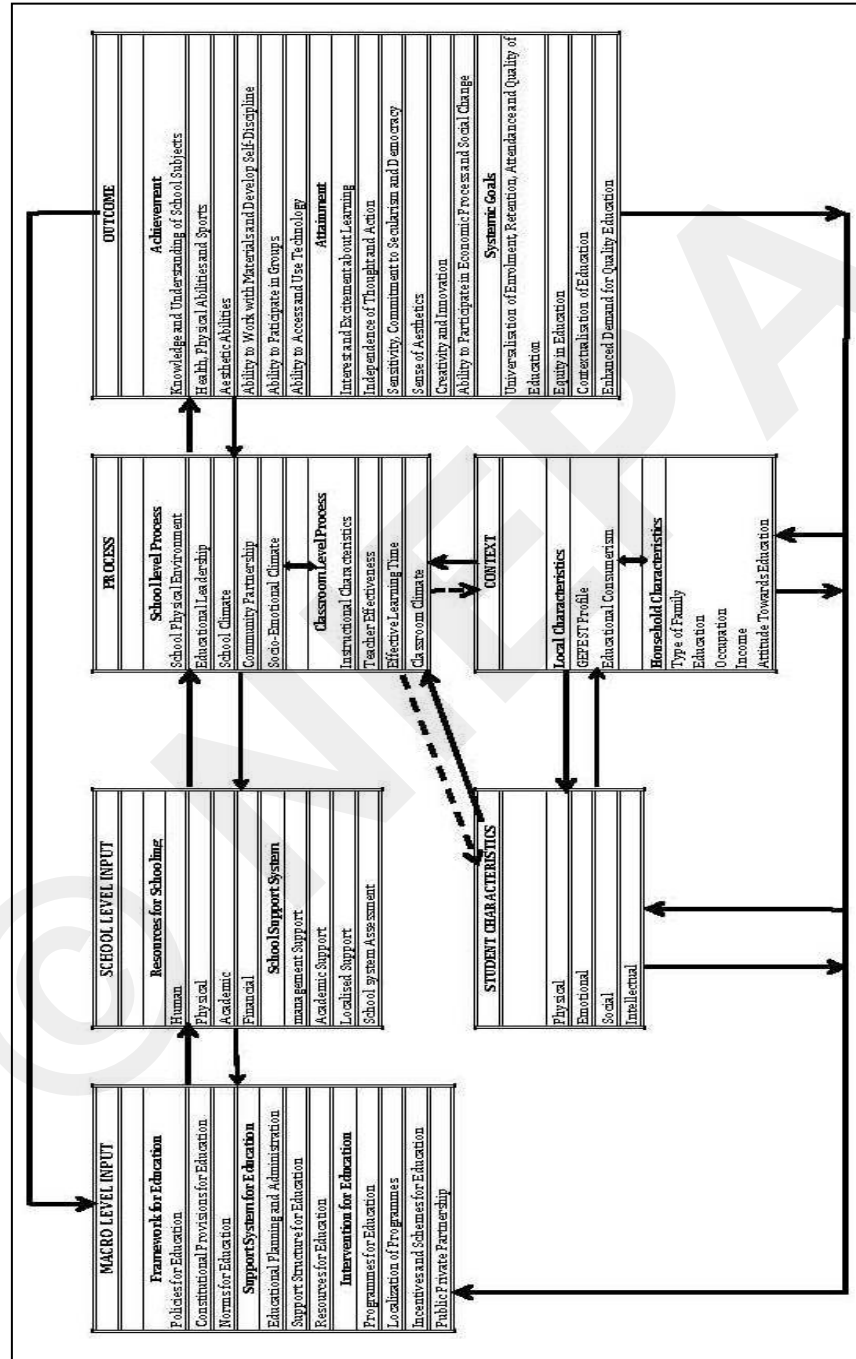 MACRO LEVEL INPUT
Framework for Education
Policies for Education
Constitutional Provisions for Education
Norms for Education
Support System for Education
Educational Planning and Administration
Support Structure for Education
Resources for Education
Intervention for Education
Programmes for Education
Localization of Programmes
Incentives and Schemes for Education
Public Private Partnership
SCHOOL LEVEL INPUT
Resources for Schooling
Human
Physical
Academic
Financial
School Support System
management Support
Academic Support
Localised Support
School system Assessment
PROCESS
School level Process
School Physical Environment
Educational Leadership
School Climate
Community Partnership
Socio-Emotional Climate
Classroom Level Process
Instructional Characteristics
Teacher Effectiveness
Effective Learning Time
Classroom Climate
OUTCOME
Achievement
Knowledge and Understanding of School Subjects
Health, Physical Abilities and Sports
Aesthetic Abilities
Ability to Work with Materials and Develop Self-Discipline
Ability to Paticipate in Groups
Ability to Access and Use Technology
Attainment
Interest and Excitement about Learning
Independence of Thought and Action
Sensitivity, Commitment to Secularism and Democracy
Sense of Aesthetics
Creativity and Innovation
Ability to Participate in Economic Process and Social Change
Systemic Goals
Universalisation of Enrolment, Retention, Attendance and Quality of
Education
Equity in Education
Contextualisation of Education
Enhanced Demand for Quality Education
STUDENT CHARACTERISTICS
Physical
Emotional
Social
Intellectual
CONTEXT
Local Characteristics
GEPEST Profile
Educational Consumerism
Household Characteristics
Type of Family
Education
Occupation
Income
Attitude Towards Education
© NIEPA